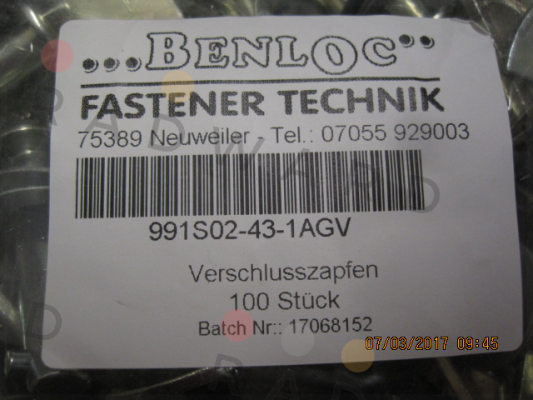 ...BENLOC..
FASTENER TECHNIK
75389 Neuweiler - Tel.: 07055 929003
991S02-43-1AGV
Verschlusszapfen
100 Stück
Batch Nr:: 17068152
07/03/2017 09:45